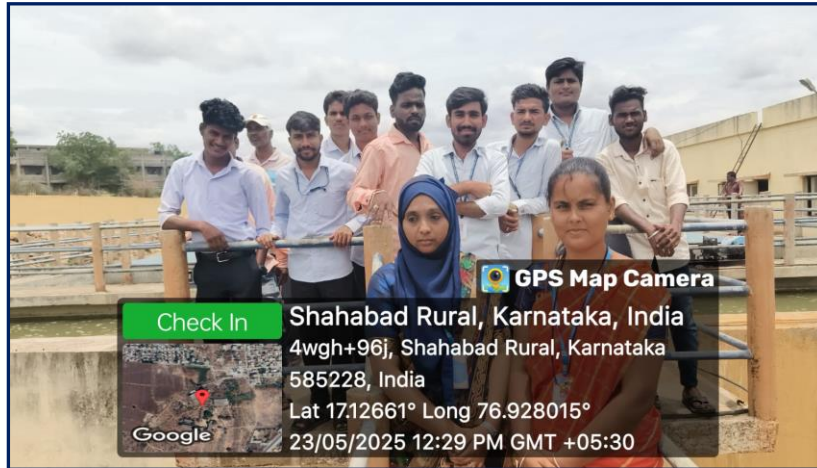 GPS Map Camera
Check In
Shahabad Rural, Karnataka, India
4wgh+96j, Shahabad Rural, Karnataka
585228, India
Lat 17.12661° Long 76.928015°
23/05/2025 12:29 PM GMT +05:30
Google